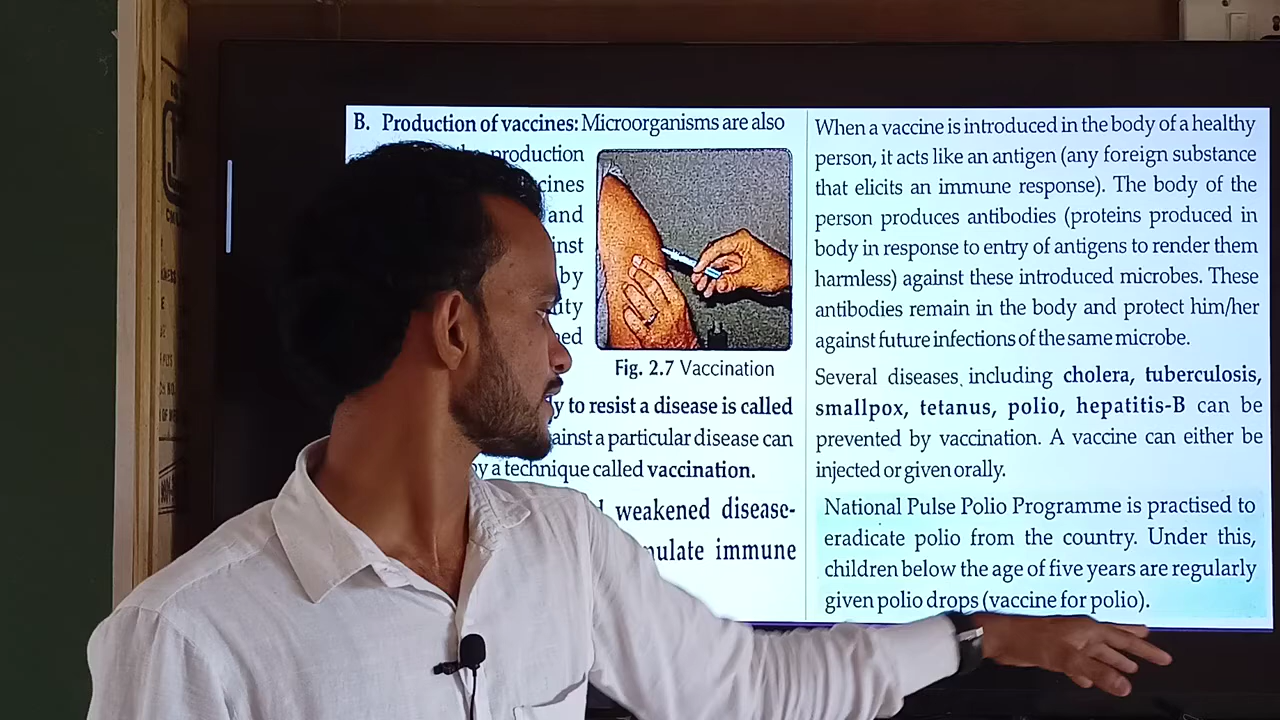 B. Production of vaccines: Microorganisms are also
production
and
by
Fig. 2.7 Vaccination
to resist a disease is called
a particular disease can
a technique called vaccination.
weakened disease-
immune
When a vaccine is introduced in the body of a healthy
person, it acts like an antigen (any foreign substance
that elicits an immune response). The body of the
person produces antibodies (proteins produced in
body in response to entry of antigens to render them
harmless) against these introduced microbes. These
antibodies remain in the body and protect him/her
against future infections of the same microbe.
Several diseases, including cholera, tuberculosis,
smallpox, tetanus, polio, hepatitis-B can be
prevented by vaccination. A vaccine can either be
injected or given orally.
National Pulse Polio Programme is practised to
eradicate polio from the country. Under this,
children below the age of five years are regularly
given polio drops (vaccine for polio).